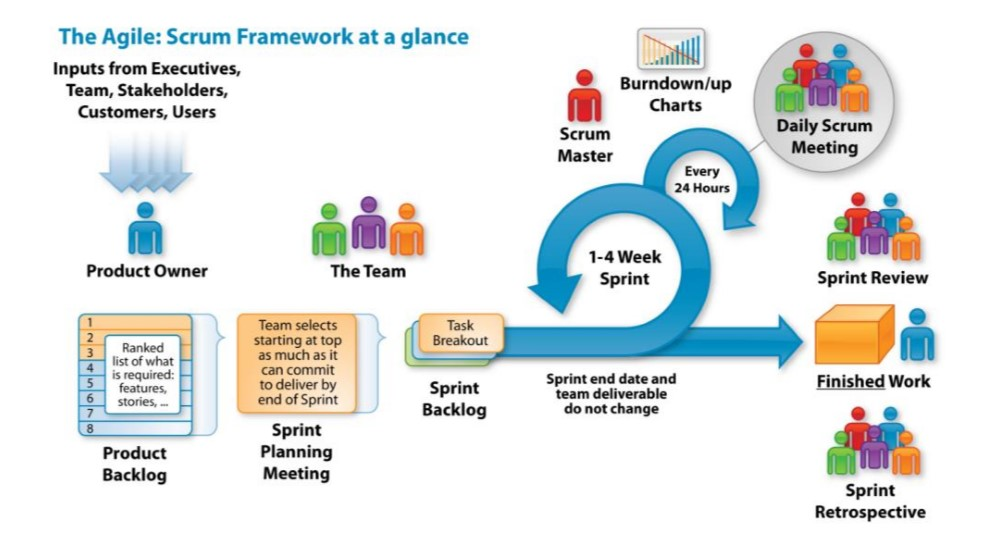 The Agile: Scrum Framework at a glance
Inputs from Executives,
Team, Stakeholders,
Customers, Users
Product Owner
The Team
Scrum
Master
Burndown/up
Charts
Daily Scrum
Meeting
Every
24 Hours
1-4 Week
Sprint
Sprint Review
1
2
3
4
5
6
7
8
Ranked
list of what
is required:
features,
stories, ...
Product
Backlog
Team selects
starting at top
as much as it
can commit
to deliver by
end of Sprint
Sprint
Planning
Meeting
Task
Breakout
Sprint
Backlog
Sprint end date and
team deliverable
do not change
Finished Work
Sprint
Retrospective